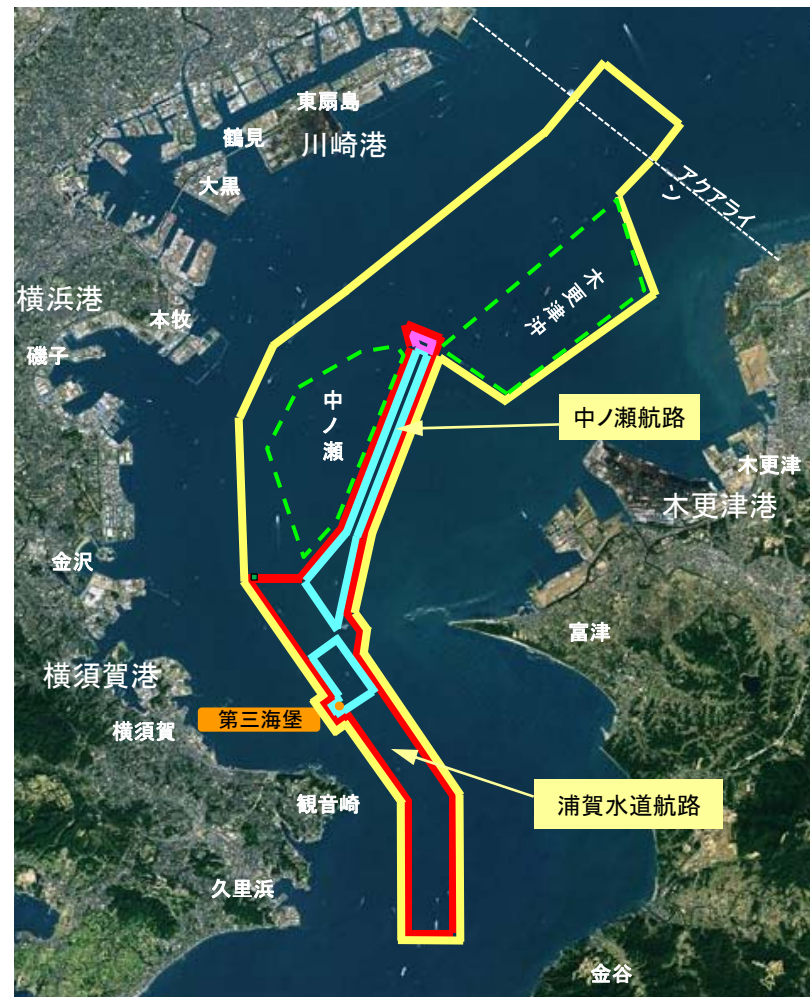 東扇島
鶴見
川崎港
大黒
アクアライン
横浜港
本牧
木更津沖
磯子
中ノ瀬
中ノ瀬航路
木更津
木更津港
金沢
富津
横須賀港
第三海堡
横須賀
観音崎
浦賀水道航路
久里浜
金谷